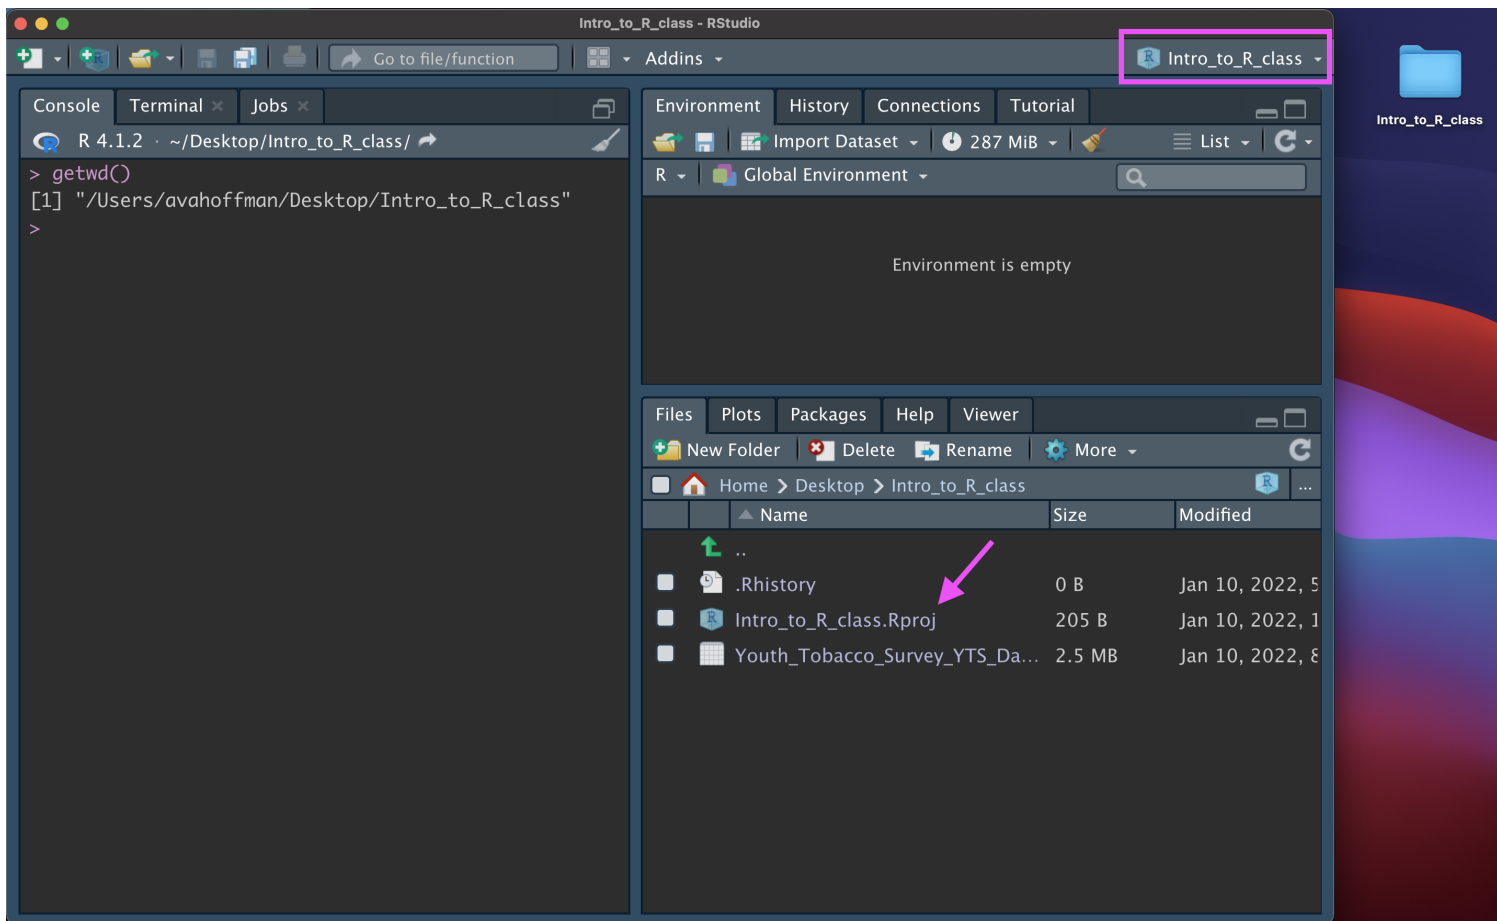 Intro_to_R_class - RStudio
Go to file/function
Addins
Intro_to_R_class
Intro_to_R_class
Console Terminal Jobs
R 4.1.2 · ~/Desktop/Intro_to_R_class/
> getwd()
[1] "/Users/avahoffman/Desktop/Intro_to_R_class"
>
Environment History Connections Tutorial
Import Dataset 287 MiB List
R Global Environment
Environment is empty
Files Plots Packages Help Viewer
New Folder Delete Rename More
Home Desktop Intro_to_R_class ...
Name Size Modified
..
.Rhistory 0 B Jan 10, 2022, 5
Intro_to_R_class.Rproj 205 B Jan 10, 2022, 1
Youth_Tobacco_Survey_YTS_Da... 2.5 MB Jan 10, 2022, 8